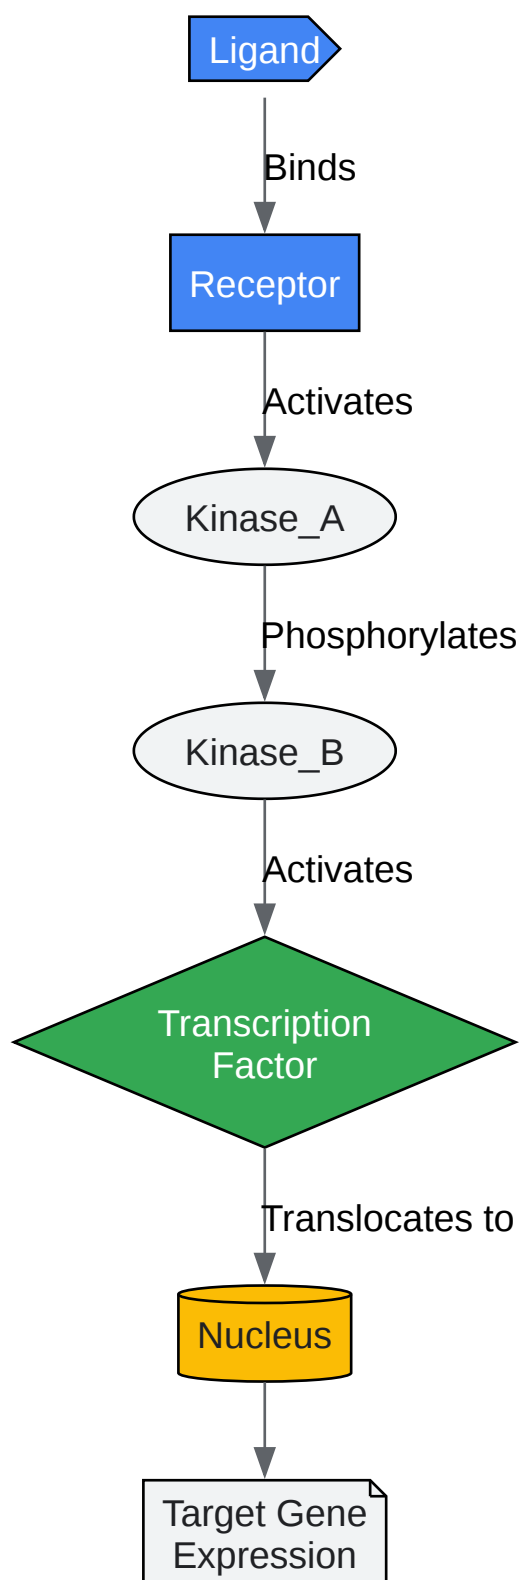 Ligand
Binds
Receptor
Activates
Kinase_A
Phosphorylates
Kinase_B
Activates
Transcription
Factor
Translocates to
Nucleus
Target Gene
Expression